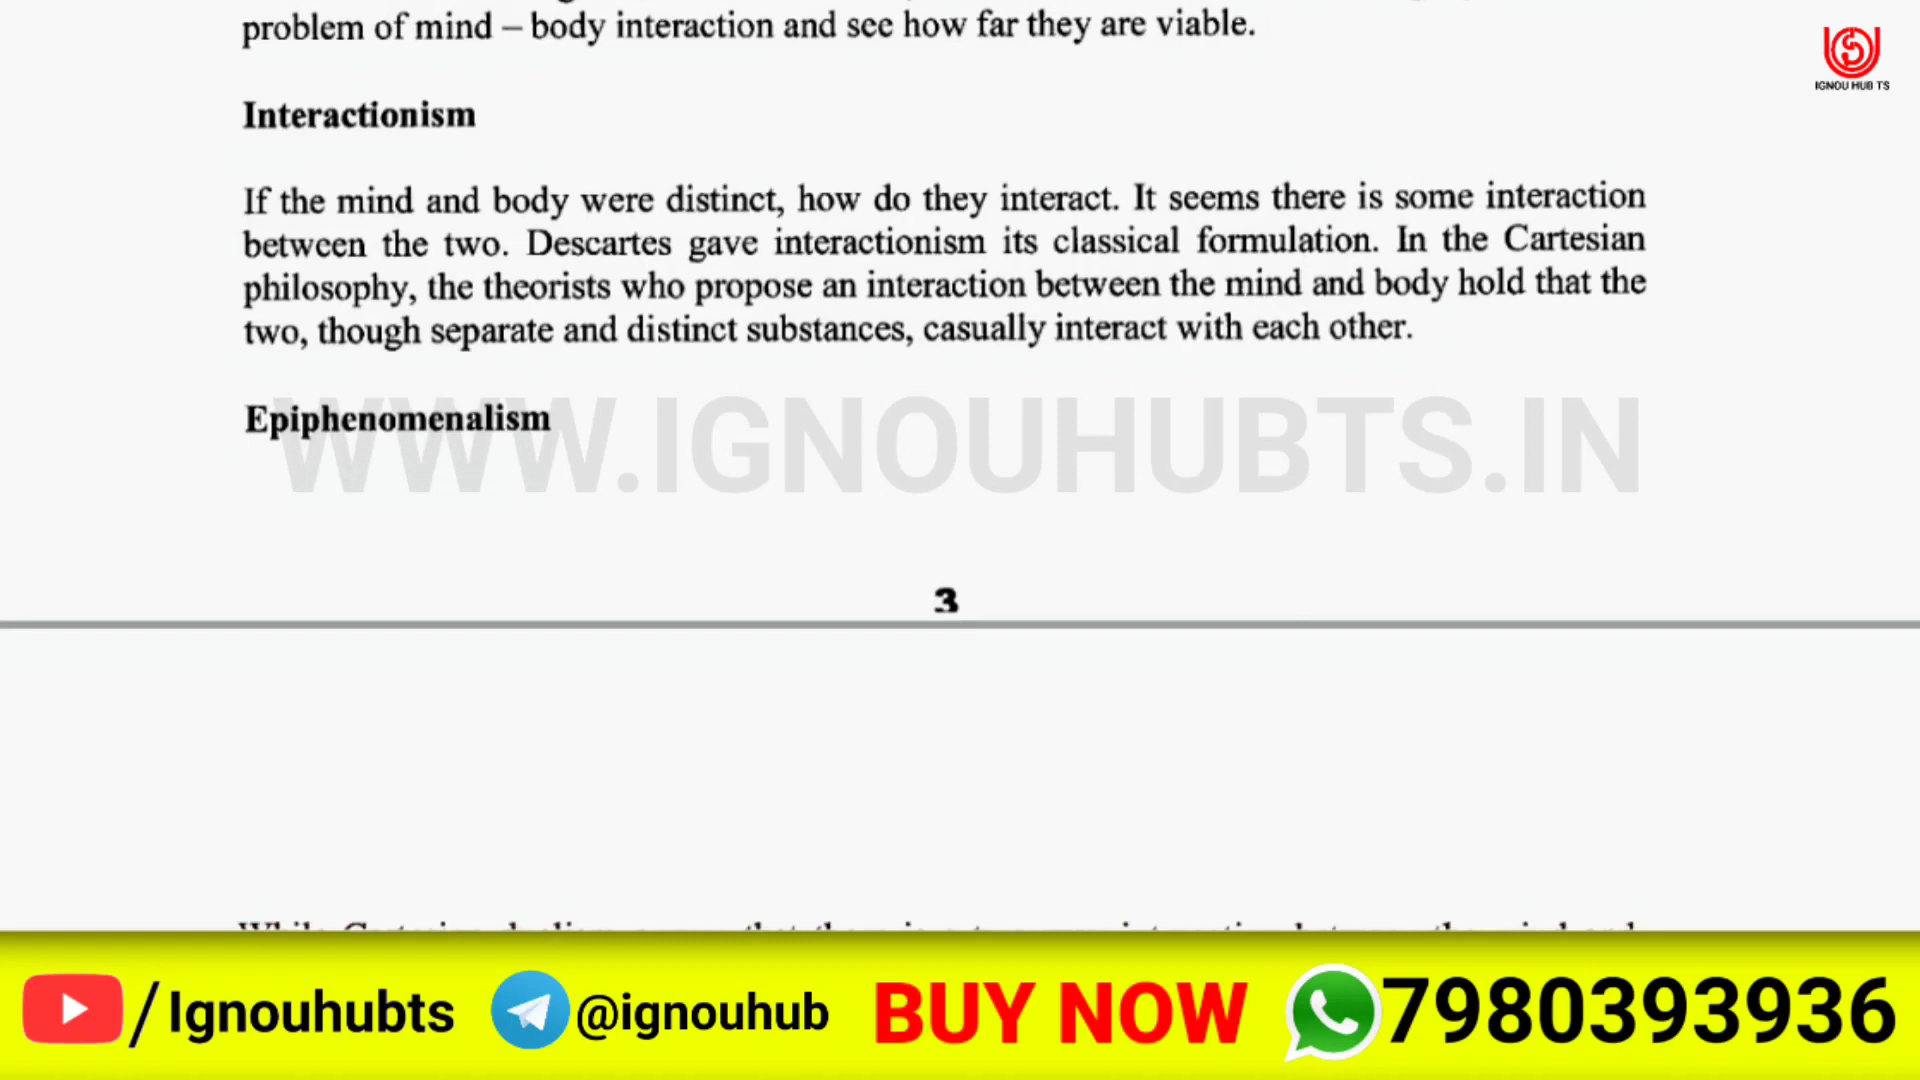 problem of mind – body interaction and see how far they are viable.
IGNOU HUB TS
Interactionism
If the mind and body were distinct, how do they interact. It seems there is some interaction
between the two. Descartes gave interactionism its classical formulation. In the Cartesian
philosophy, the theorists who propose an interaction between the mind and body hold that the
two, though separate and distinct substances, casually interact with each other.
Epiphenomenalism
WWW.IGNOUHUBTS.IN
3
/Ignouhubts @ignouhub BUY NOW 7980393936